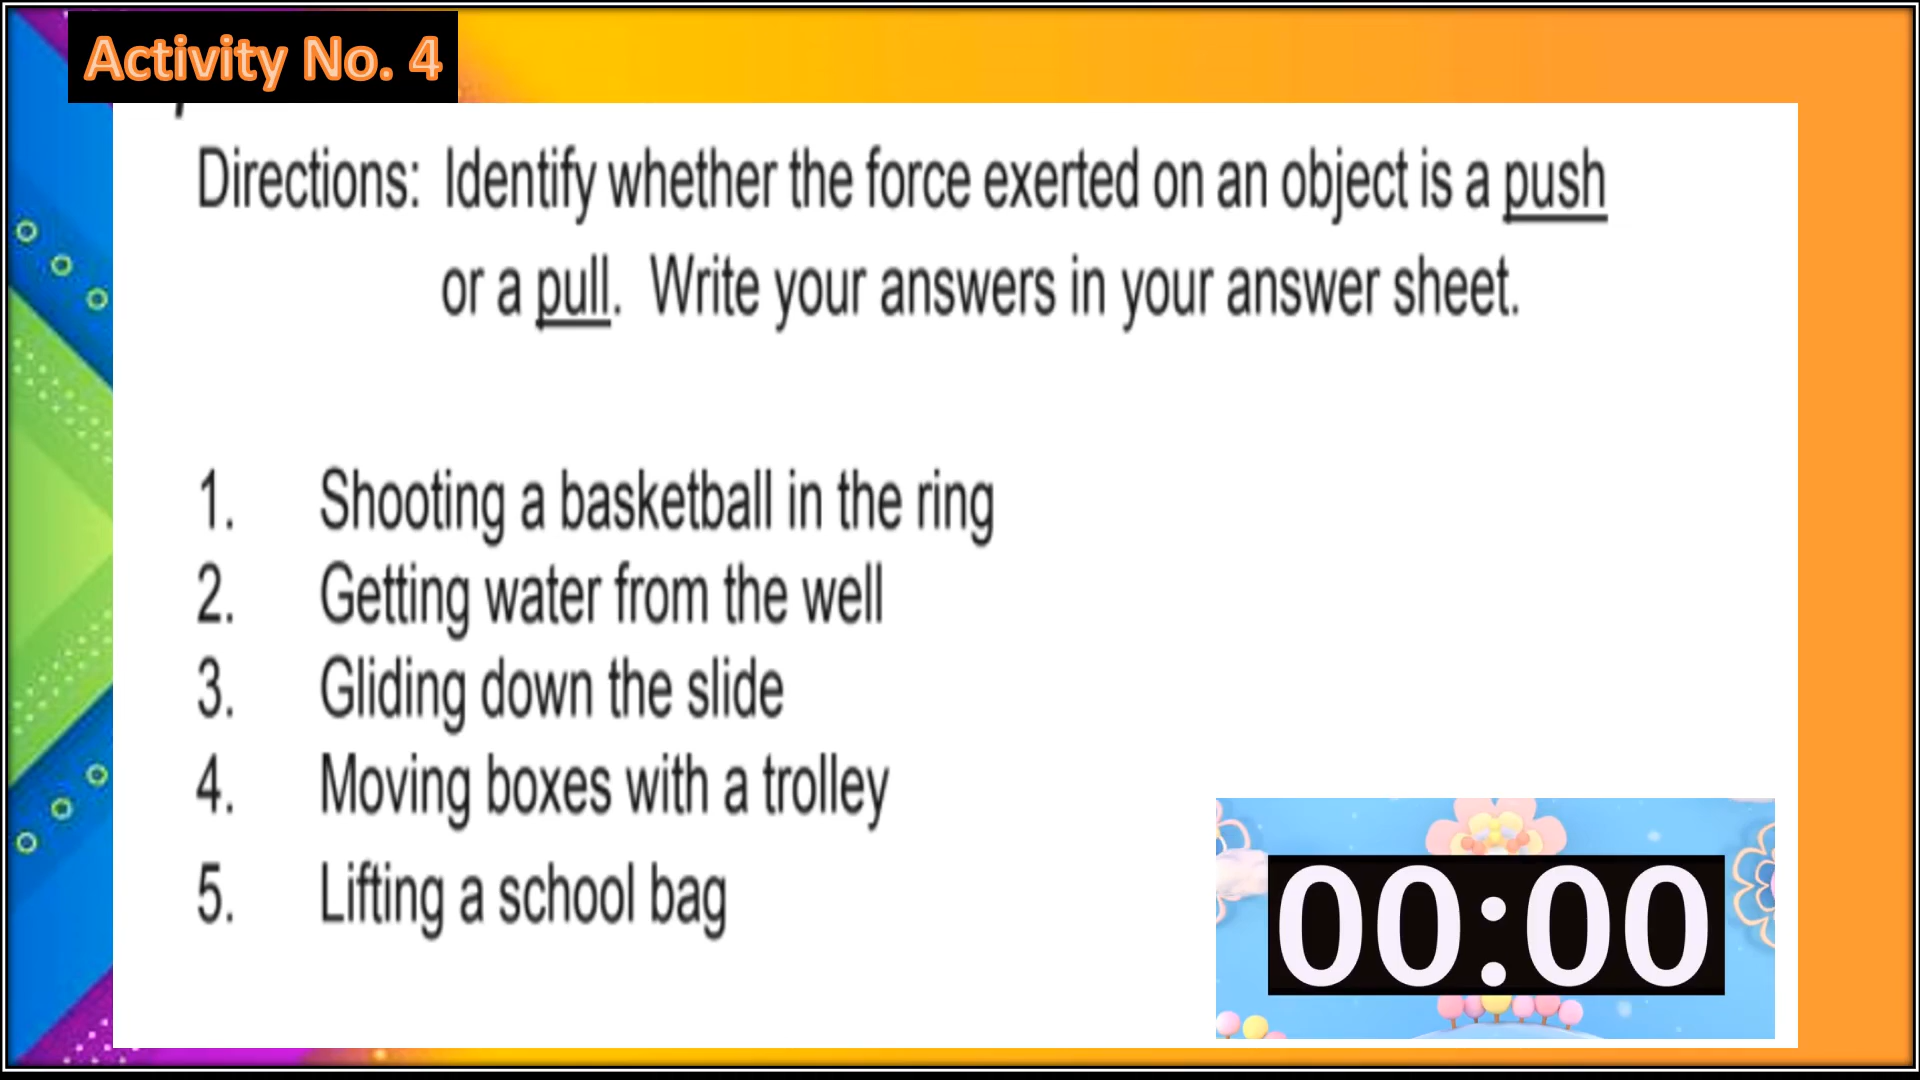 Activity No. 4
Directions: Identify whether the force exerted on an object is a push
or a pull. Write your answers in your answer sheet.
1. Shooting a basketball in the ring
2. Getting water from the well
3. Gliding down the slide
4. Moving boxes with a trolley
5. Lifting a school bag
00:00